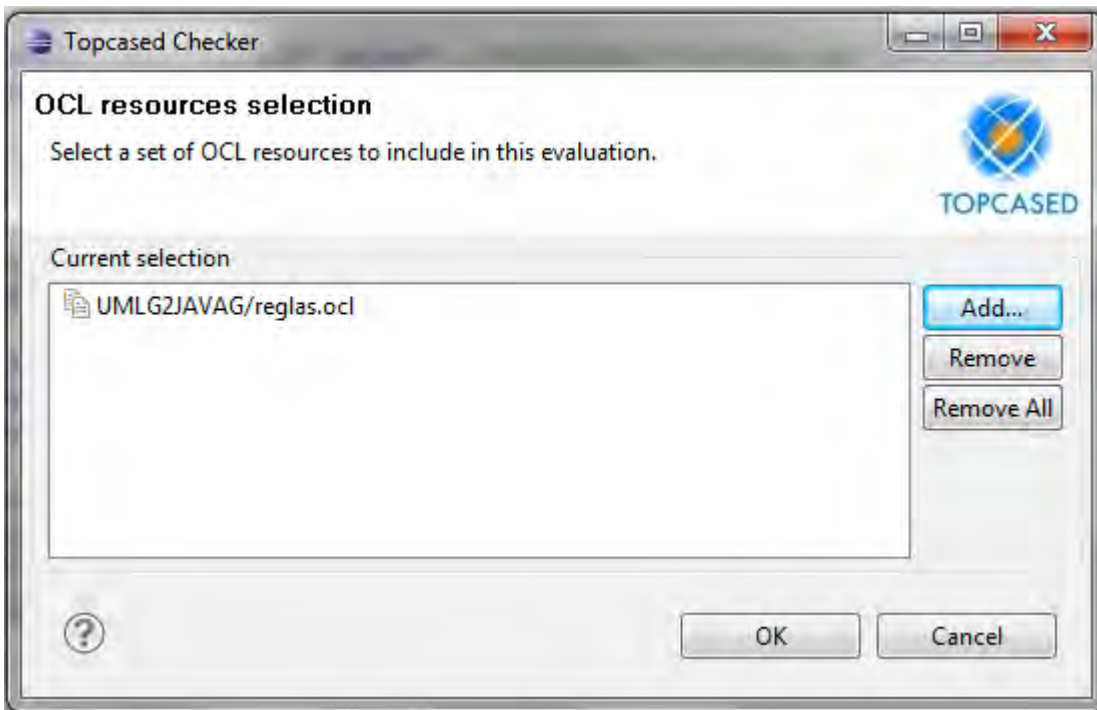 Topcased Checker
OCL resources selection
Select a set of OCL resources to include in this evaluation.
TOPCASED
Current selection
UMLG2JAVAG/reglas.ocl
Add...
Remove
Remove All
?
OK
Cancel